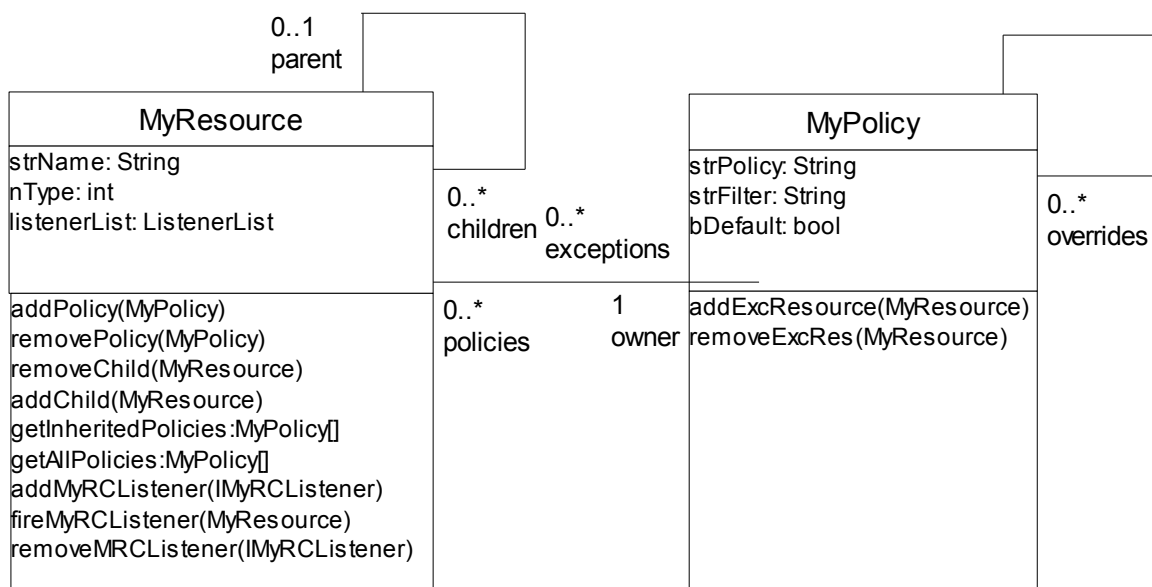 0..1
parent
MyResource
strName: String
nType: int
listenerList: ListenerList
addPolicy(MyPolicy)
removePolicy(MyPolicy)
removeChild(MyResource)
addChild(MyResource)
getInheritedPolicies:MyPolicy[]
getAllPolicies:MyPolicy[]
addMyRCListener(IMyRCListener)
fireMyRCListener(MyResource)
removeMRCListener(IMyRCListener)
0..*
children
0..*
exceptions
0..*
policies
1
owner
MyPolicy
strPolicy: String
strFilter: String
bDefault: bool
addExcResource(MyResource)
removeExcRes(MyResource)
0..*
overrides